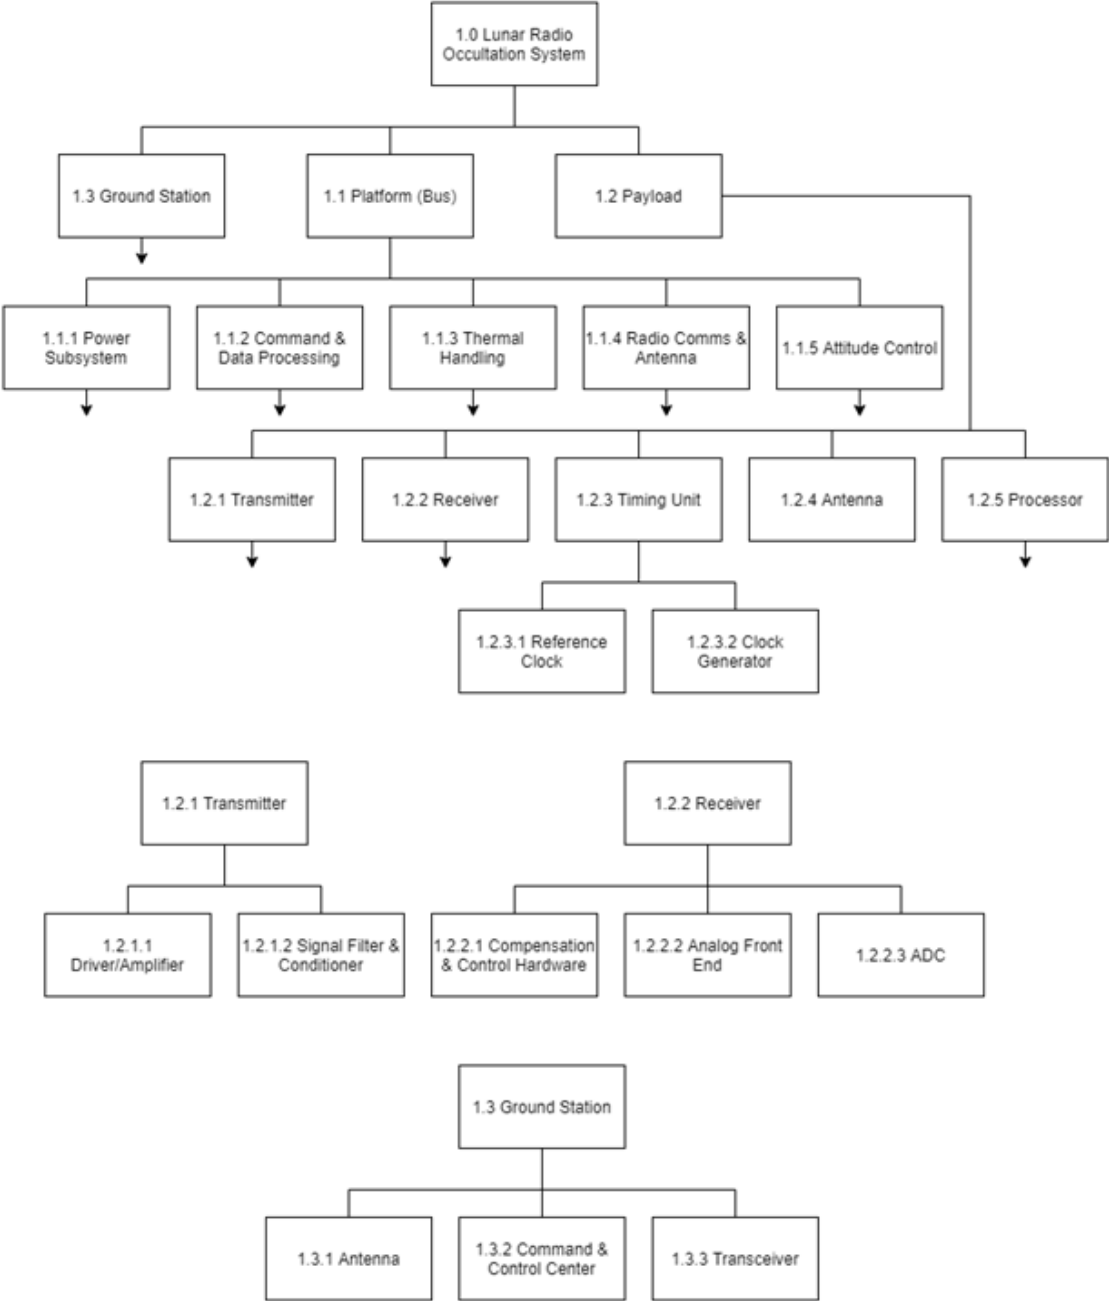 1.0 Lunar Radio
Occultation System
1.3 Ground Station
1.1 Platform (Bus)
1.2 Payload
1.1.1 Power
Subsystem
1.1.2 Command &
Data Processing
1.1.3 Thermal
Handling
1.1.4 Radio Comms &
Antenna
1.1.5 Attitude Control
1.2.1 Transmitter
1.2.2 Receiver
1.2.3 Timing Unit
1.2.4 Antenna
1.2.5 Processor
1.2.3.1 Reference
Clock
1.2.3.2 Clock
Generator
1.2.1 Transmitter
1.2.2 Receiver
1.2.1.1
Driver/Amplifier
1.2.1.2 Signal Filter &
Conditioner
1.2.2.1 Compensation
& Control Hardware
1.2.2.2 Analog Front
End
1.2.2.3 ADC
1.3 Ground Station
1.3.1 Antenna
1.3.2 Command &
Control Center
1.3.3 Transceiver